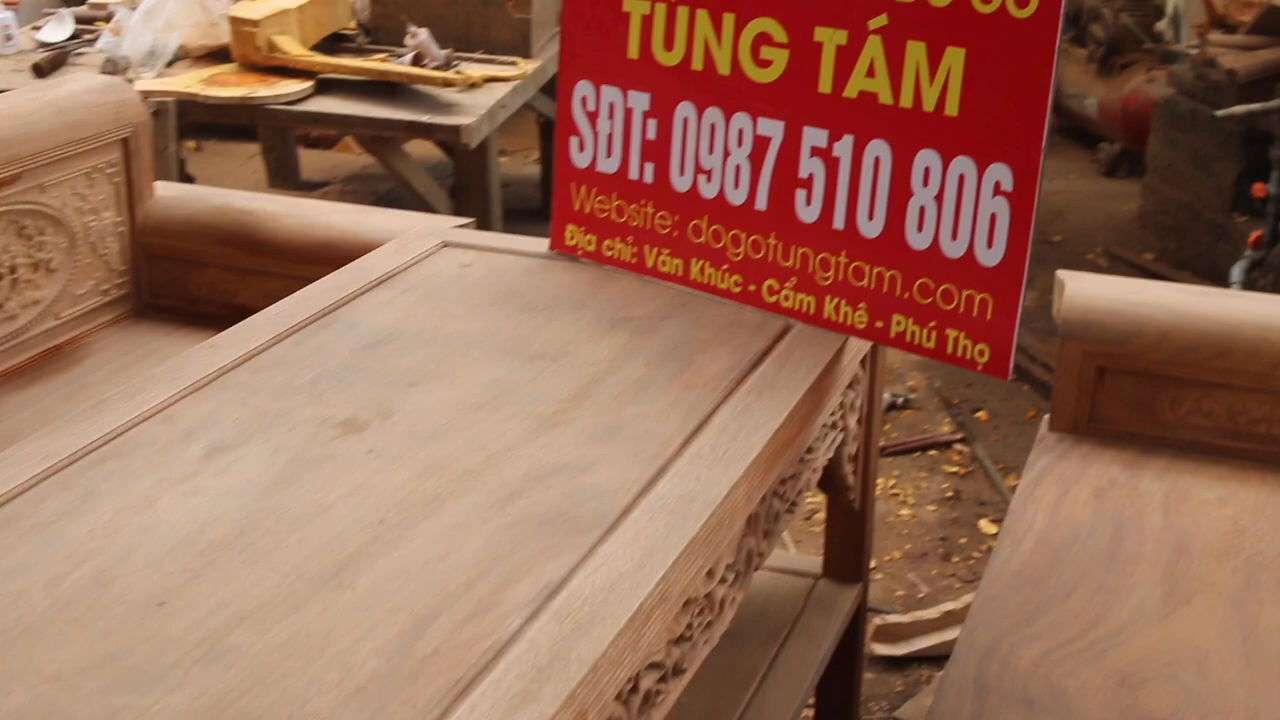 TÙNG TÁM
SĐT: 0987 510 806
Website: dogotungtam.com
Địa chỉ: Văn Khúc - Cẩm Khê - Phú Thọ